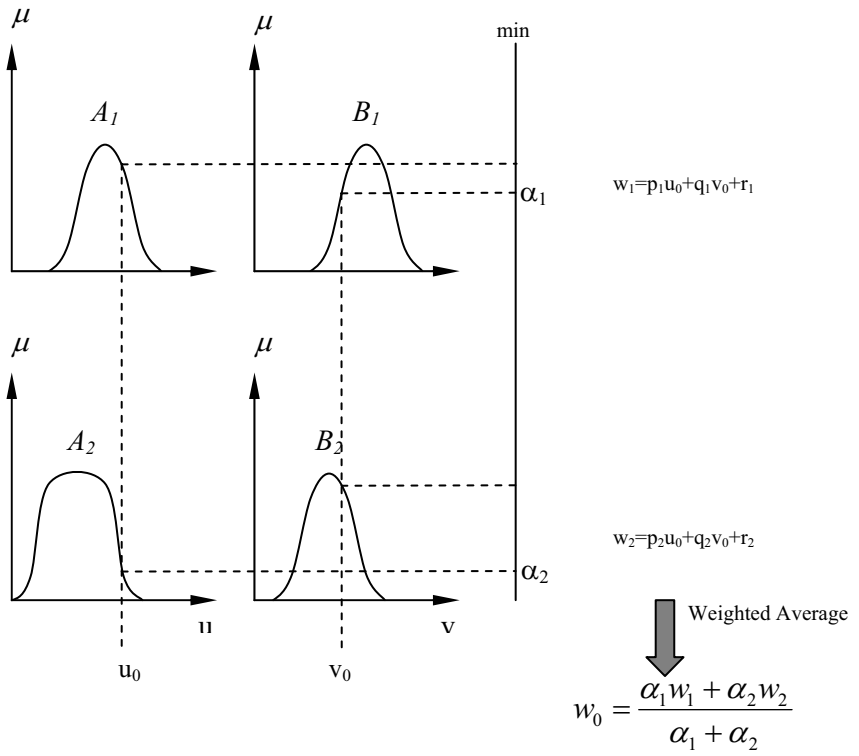 μ μ min
A₁ B₁
α₁ w₁=p₁u₀+q₁v₀+r₁
μ μ
A₂ B₂
w₂=p₂u₀+q₂v₀+r₂
α₂
Weighted Average
u v
u₀ v₀
w₀ = (α₁w₁ + α₂w₂) / (α₁ + α₂)